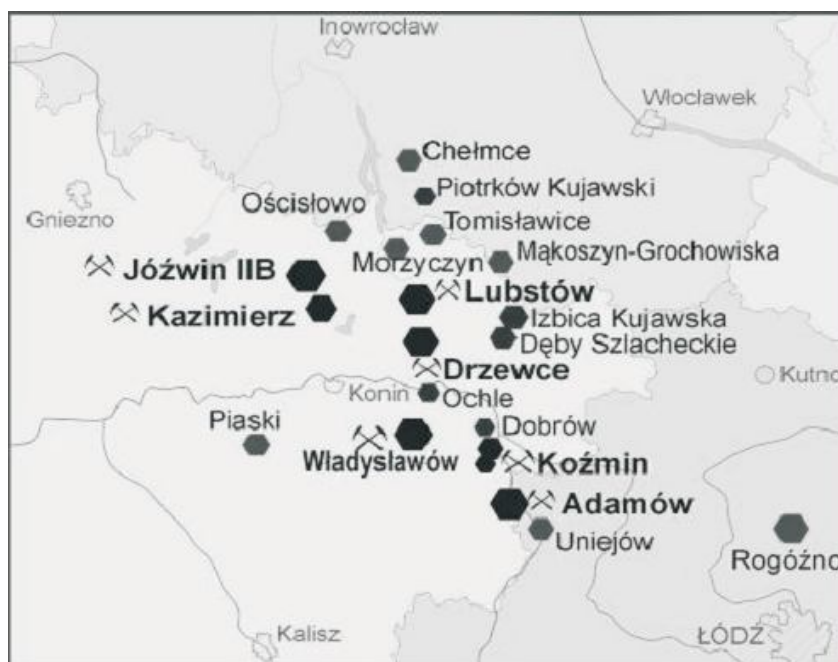 Inowrocław
Włocławek
Chełmce
Piotrków Kujawski
Gniezno
Ościsłowo
Tomisławice
Morzyczyn
Mąkoszyn-Grochowiska
Jóźwin IIB
Lubstów
Kazimierz
Izbica Kujawska
Dęby Szlacheckie
Drzewce
Kutno
Konin
Ochle
Piaski
Dobrów
Władysławów
Koźmin
Adamów
Uniejów
Rogóźno
Kalisz
ŁÓDŹ